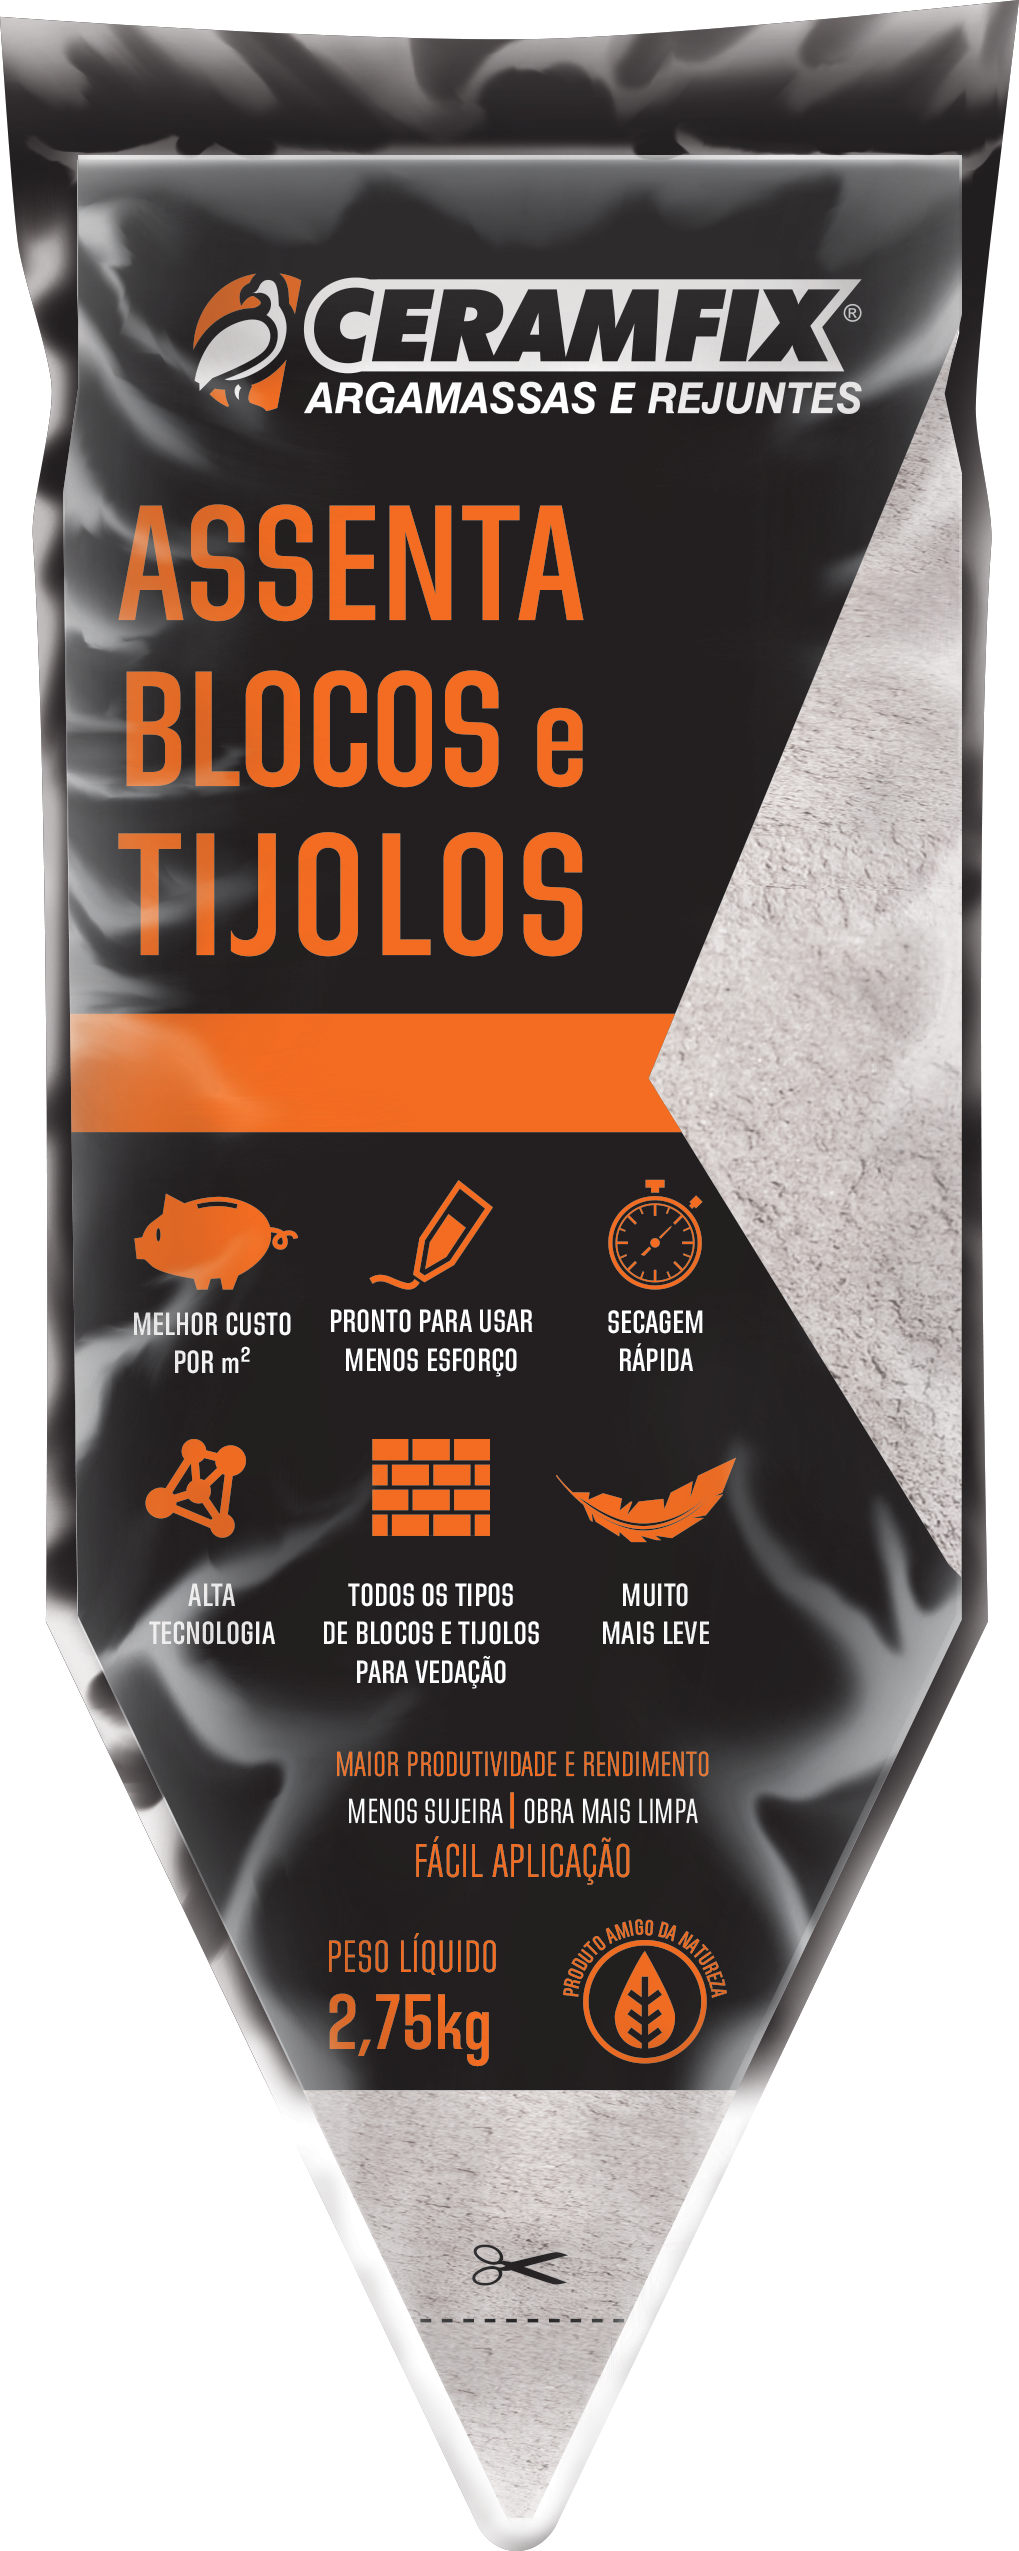 CERAMFIX®
ARGAMASSAS E REJUNTES
ASSENTA
BLOCOS e
TIJOLOS
MELHOR CUSTO
POR m²
PRONTO PARA USAR
MENOS ESFORÇO
SECAGEM
RÁPIDA
ALTA
TECNOLOGIA
TODOS OS TIPOS
DE BLOCOS E TIJOLOS
PARA VEDAÇÃO
MUITO
MAIS LEVE
MAIOR PRODUTIVIDADE E RENDIMENTO
MENOS SUJEIRA | OBRA MAIS LIMPA
FÁCIL APLICAÇÃO
PESO LÍQUIDO
2,75kg
PRODUTO AMIGO DA NATUREZA